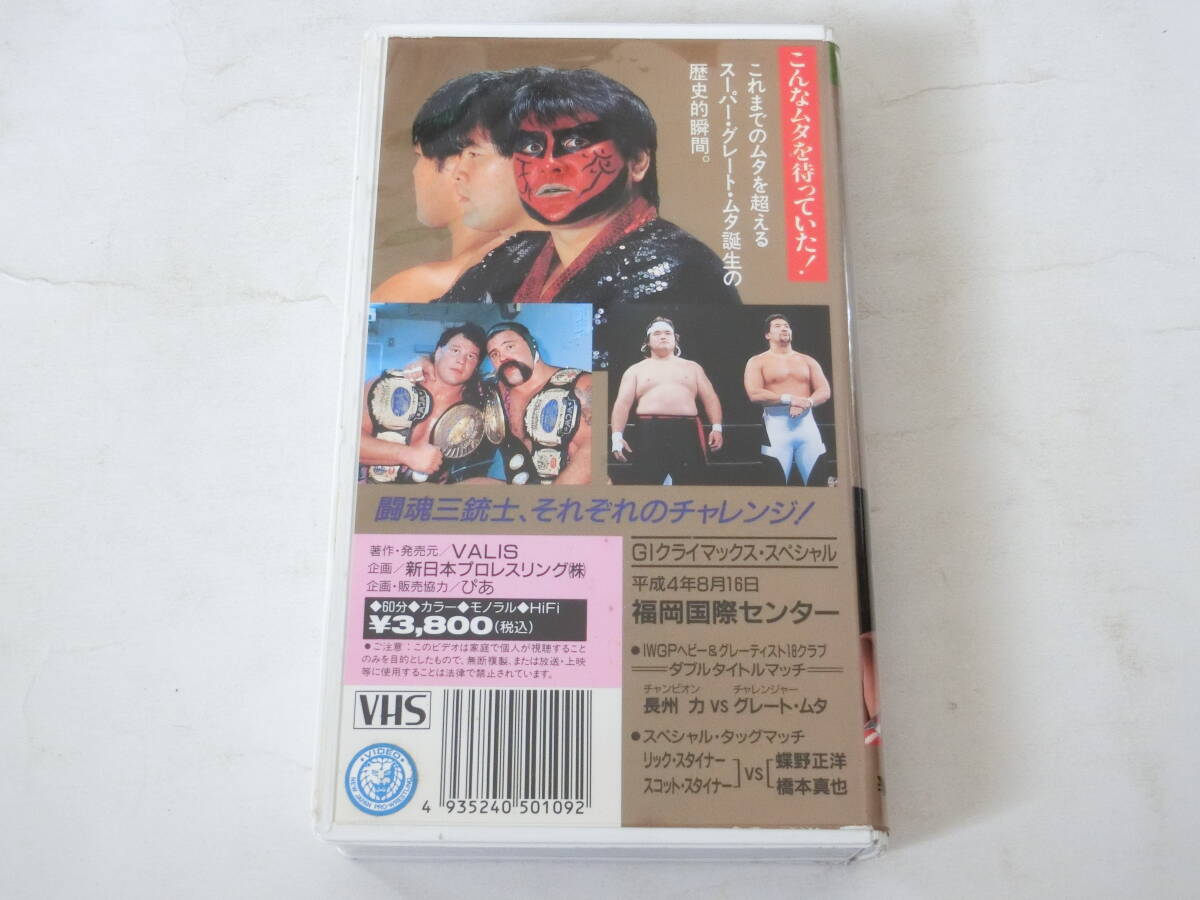 こんなムタを待っていた!
これまでのムタを超える
スーパー・グレート・ムタ誕生の
歴史的瞬間。
炎
闘魂三銃士、それぞれのチャレンジ!
著作・発売元/VALIS
企画/新日本プロレスリング㈱
企画・販売協力/ぴあ
◆60分◆カラー◆モノラル◆HiFi
¥3,800(税込)
●ご注意:このビデオは家庭で個人が視聴すること
のみを目的としたもので、無断複製、または放送・上映
等に使用することは法律で禁止されています。
VHS
・VIDEO・
NEW JAPAN PRO-WRESTLING
4 935240 501092
G1クライマックス・スペシャル
平成4年8月16日
福岡国際センター
●IWGPヘビー&グレーティスト18クラブ
ダブルタイトルマッチ
チャンピオン チャレンジャー
長州 力 VS グレート・ムタ
●スペシャル・タッグマッチ
リック・スタイナー
スコット・スタイナー
]VS[
蝶野正洋
橋本真也